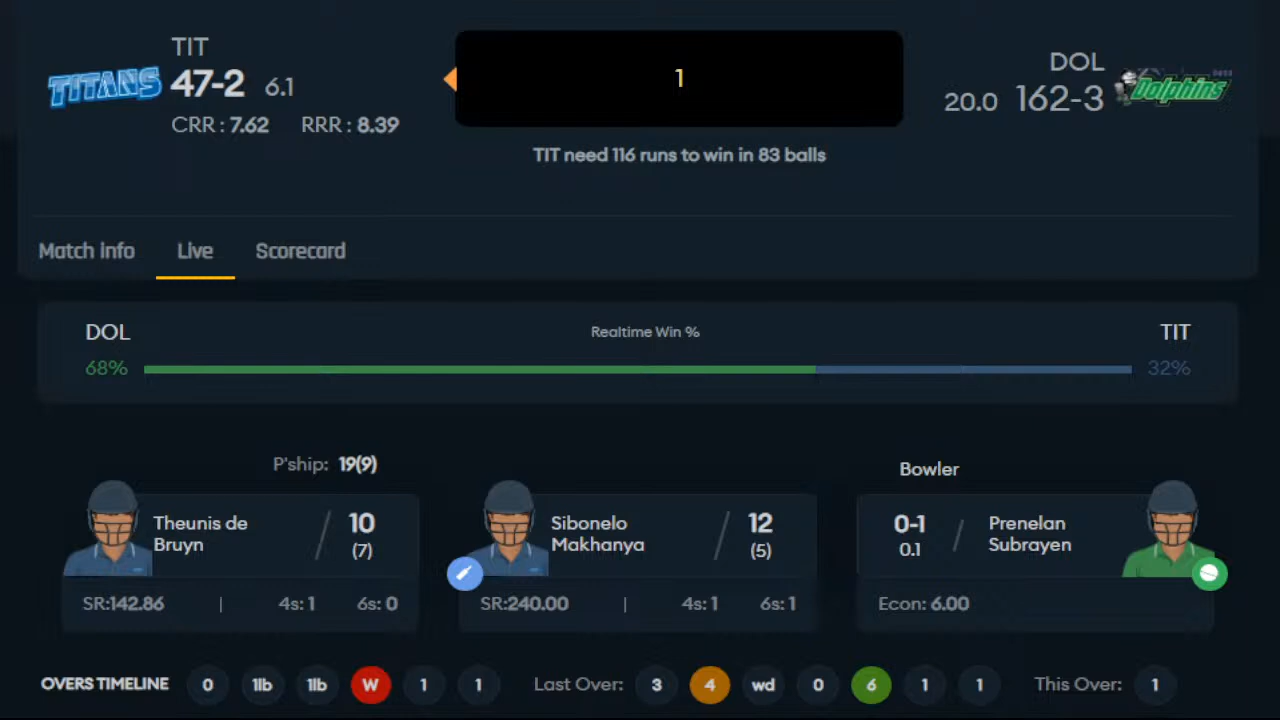 TIT
TITANS
47-2 6.1
CRR : 7.62 RRR : 8.39
1
TIT need 116 runs to win in 83 balls
DOL
20.0 162-3
Dolphins
Match info Live Scorecard
DOL Realtime Win % TIT
68% 32%
P'ship: 19(9)
Bowler
Theunis de
Bruyn
10
(7)
SR:142.86 | 4s: 1 6s: 0
Sibonelo
Makhanya
12
(5)
SR:240.00 | 4s: 1 6s: 1
0-1
0.1
Prenelan
Subrayen
Econ: 6.00
OVERS TIMELINE 0 1lb 1lb W 1 1 Last Over: 3 4 wd 0 6 1 1 This Over: 1